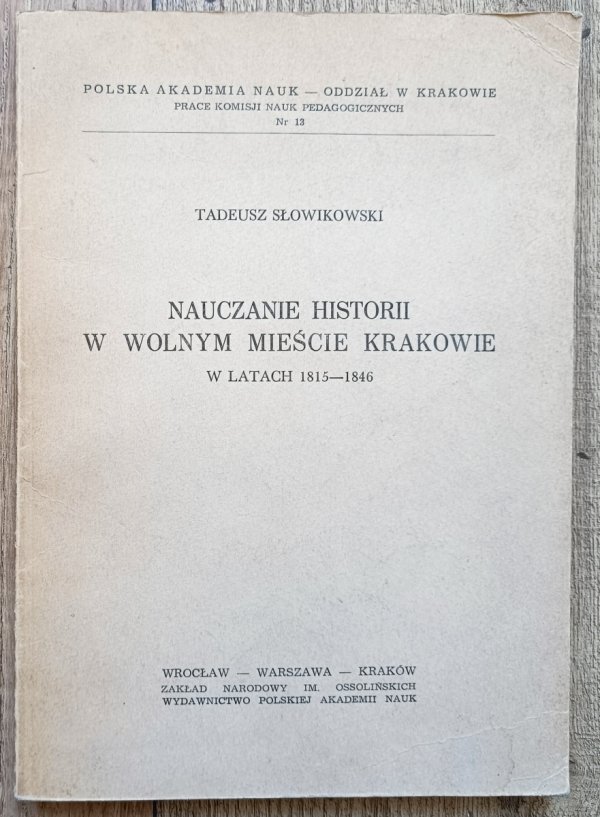 POLSKA AKADEMIA NAUK — ODDZIAŁ W KRAKOWIE
PRACE KOMISJI NAUK PEDAGOGICZNYCH
Nr 13
TADEUSZ SŁOWIKOWSKI
NAUCZANIE HISTORII
W WOLNYM MIEŚCIE KRAKOWIE
W LATACH 1815—1846
WROCŁAW — WARSZAWA — KRAKÓW
ZAKŁAD NARODOWY IM. OSSOLIŃSKICH
WYDAWNICTWO POLSKIEJ AKADEMII NAUK